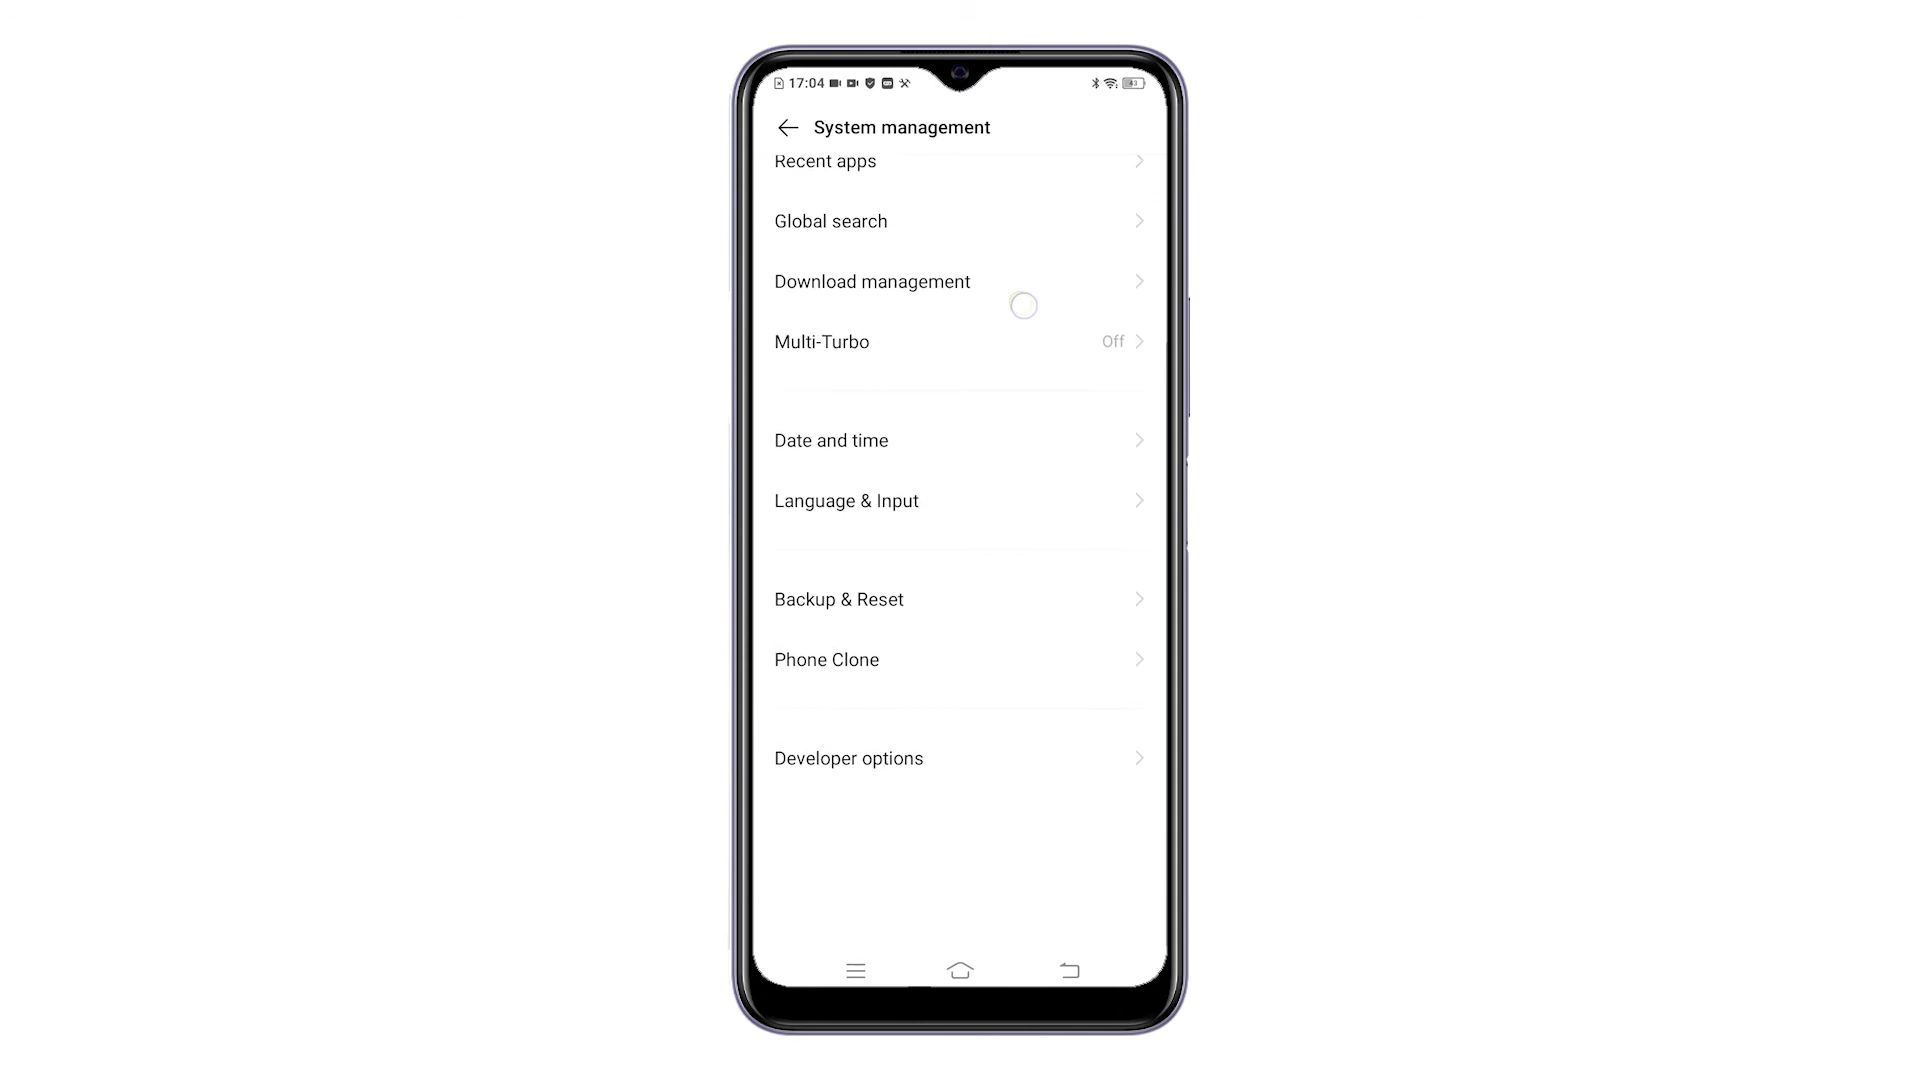 17:04
System management
Recent apps
Global search
Download management
Multi-Turbo Off
Date and time
Language & Input
Backup & Reset
Phone Clone
Developer options